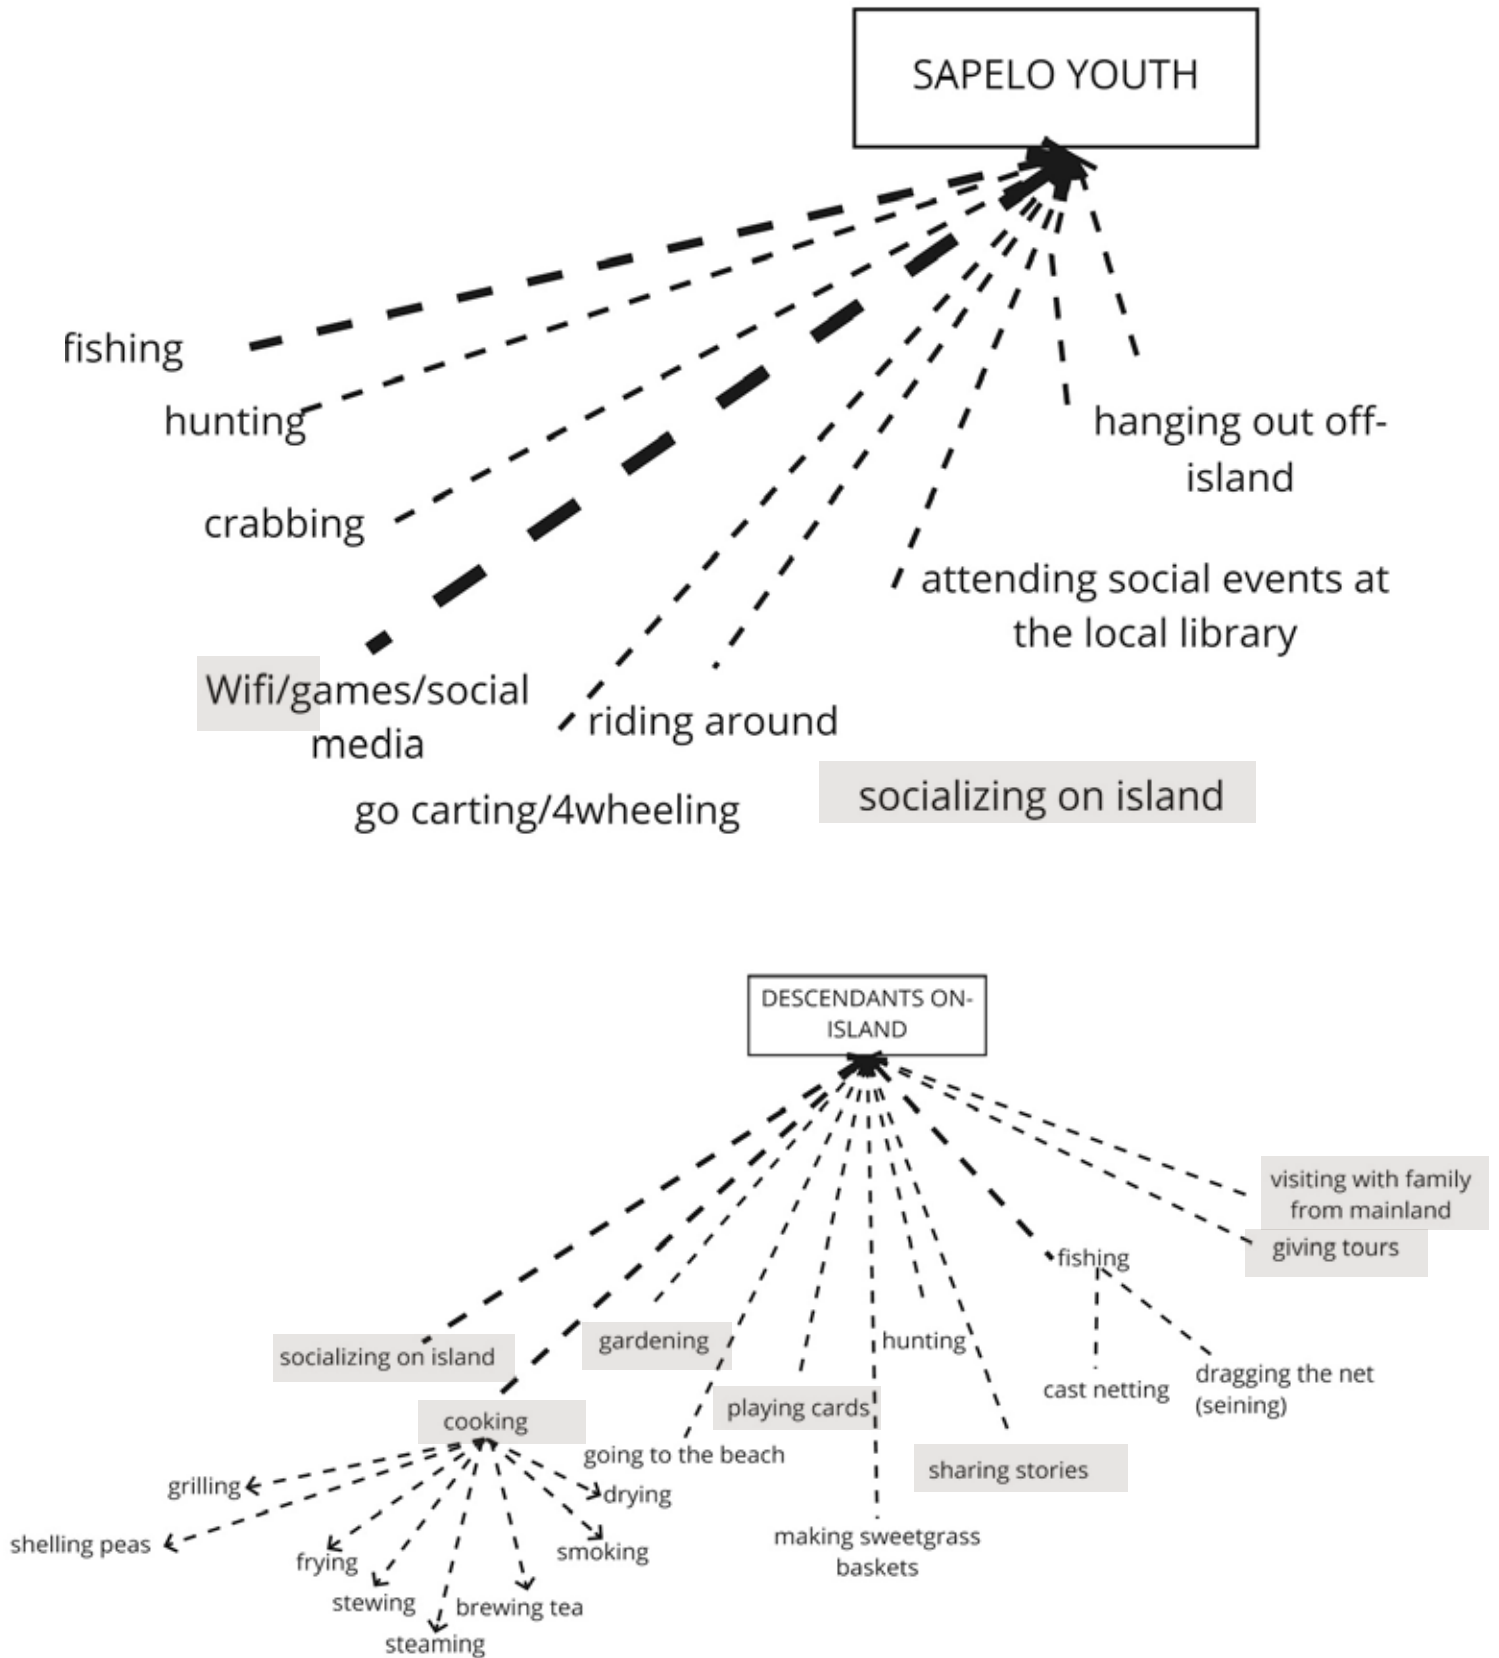 SAPELO YOUTH
fishing
hunting
crabbing
Wifi/games/social
media
go carting/4wheeling
riding around
socializing on island
attending social events at
the local library
hanging out off-
island
DESCENDANTS ON-
ISLAND
socializing on island
cooking
grilling
shelling peas
frying
stewing
steaming
brewing tea
smoking
drying
gardening
going to the beach
playing cards
making sweetgrass
baskets
hunting
sharing stories
fishing
cast netting
dragging the net
(seining)
visiting with family
from mainland
giving tours